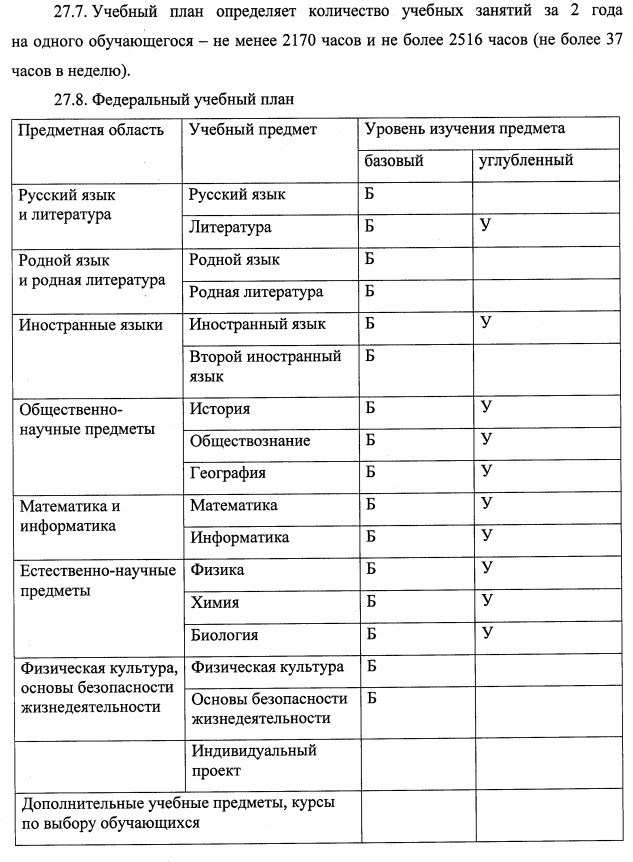 27.7. Учебный план определяет количество учебных занятий за 2 года
на одного обучающегося – не менее 2170 часов и не более 2516 часов (не более 37
часов в неделю).
27.8. Федеральный учебный план
Предметная область Учебный предмет Уровень изучения предмета
базовый углубленный
Русский язык Русский язык Б
и литература
Литература Б У
Родной язык Родной язык Б
и родная литература
Родная литература Б
Иностранные языки Иностранный язык Б У
Второй иностранный Б
язык
Общественно- История Б У
научные предметы
Обществознание Б У
География Б У
Математика и Математика Б У
информатика
Информатика Б У
Естественно-научные Физика Б У
предметы
Химия Б У
Биология Б У
Физическая культура, Физическая культура Б
основы безопасности
жизнедеятельности
Основы безопасности Б
жизнедеятельности
Индивидуальный
проект
Дополнительные учебные предметы, курсы
по выбору обучающихся